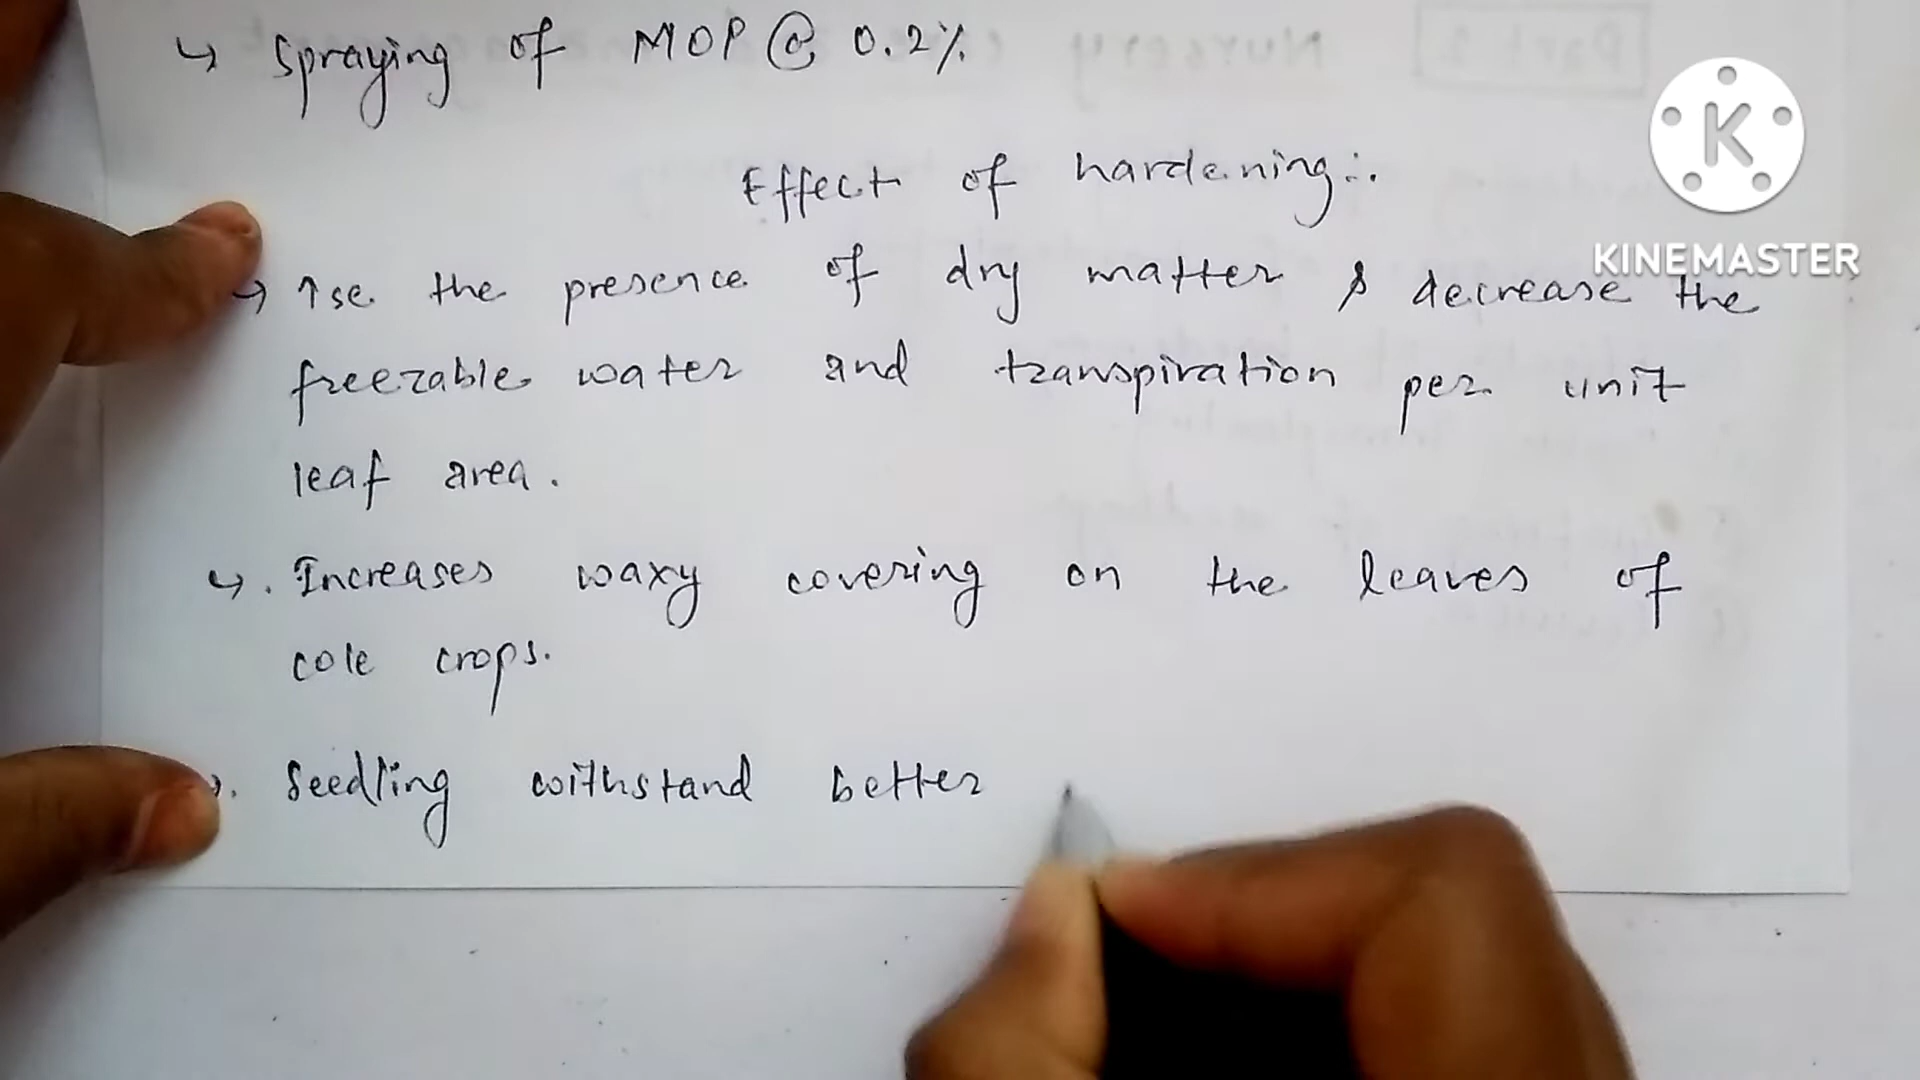 ↳ Spraying of MOP @ 0.2%
Effect of hardening:.
→ ↑se the presence of dry matter & decrease the
freezable water and transpiration per unit
leaf area.
↳. Increases waxy covering on the leaves of
cole crops.
Seedling withstand better
K
KINEMASTER